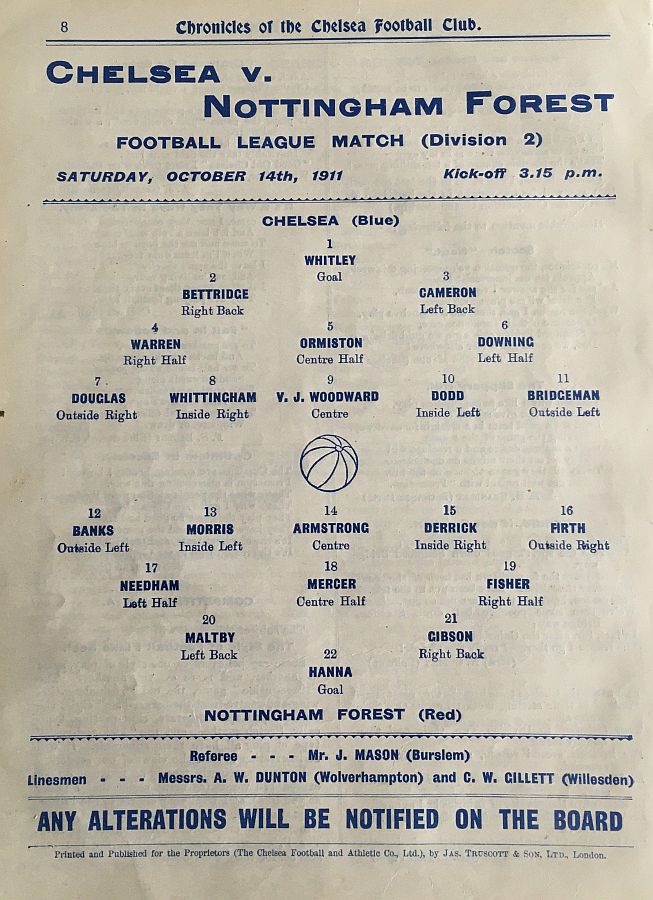 8
Chronicles of the Chelsea Football Club.
CHELSEA v.
NOTTINGHAM FOREST
FOOTBALL LEAGUE MATCH (Division 2)
SATURDAY, OCTOBER 14th, 1911 Kick-off 3.15 p.m.
CHELSEA (Blue)
1
WHITLEY
Goal
2 3
BETTRIDGE CAMERON
Right Back Left Back
4 5 6
WARREN ORMISTON DOWNING
Right Half Centre Half Left Half
7 8 9 10 11
DOUGLAS WHITTINGHAM V. J. WOODWARD DODD BRIDGEMAN
Outside Right Inside Right Centre Inside Left Outside Left
12 13 14 15 16
BANKS MORRIS ARMSTRONG DERRICK FIRTH
Outside Left Inside Left Centre Inside Right Outside Right
17 18 19
NEEDHAM MERCER FISHER
Left Half Centre Half Right Half
20 21
MALTBY GIBSON
Left Back Right Back
22
HANNA
Goal
NOTTINGHAM FOREST (Red)
Referee - - - Mr. J. MASON (Burslem)
Linesmen - - - Messrs. A. W. DUNTON (Wolverhampton) and C. W. GILLETT (Willesden)
ANY ALTERATIONS WILL BE NOTIFIED ON THE BOARD
Printed and Published for the Proprietors (The Chelsea Football and Athletic Co., Ltd.), by JAS. TRUSCOTT & SON, LTD., London.